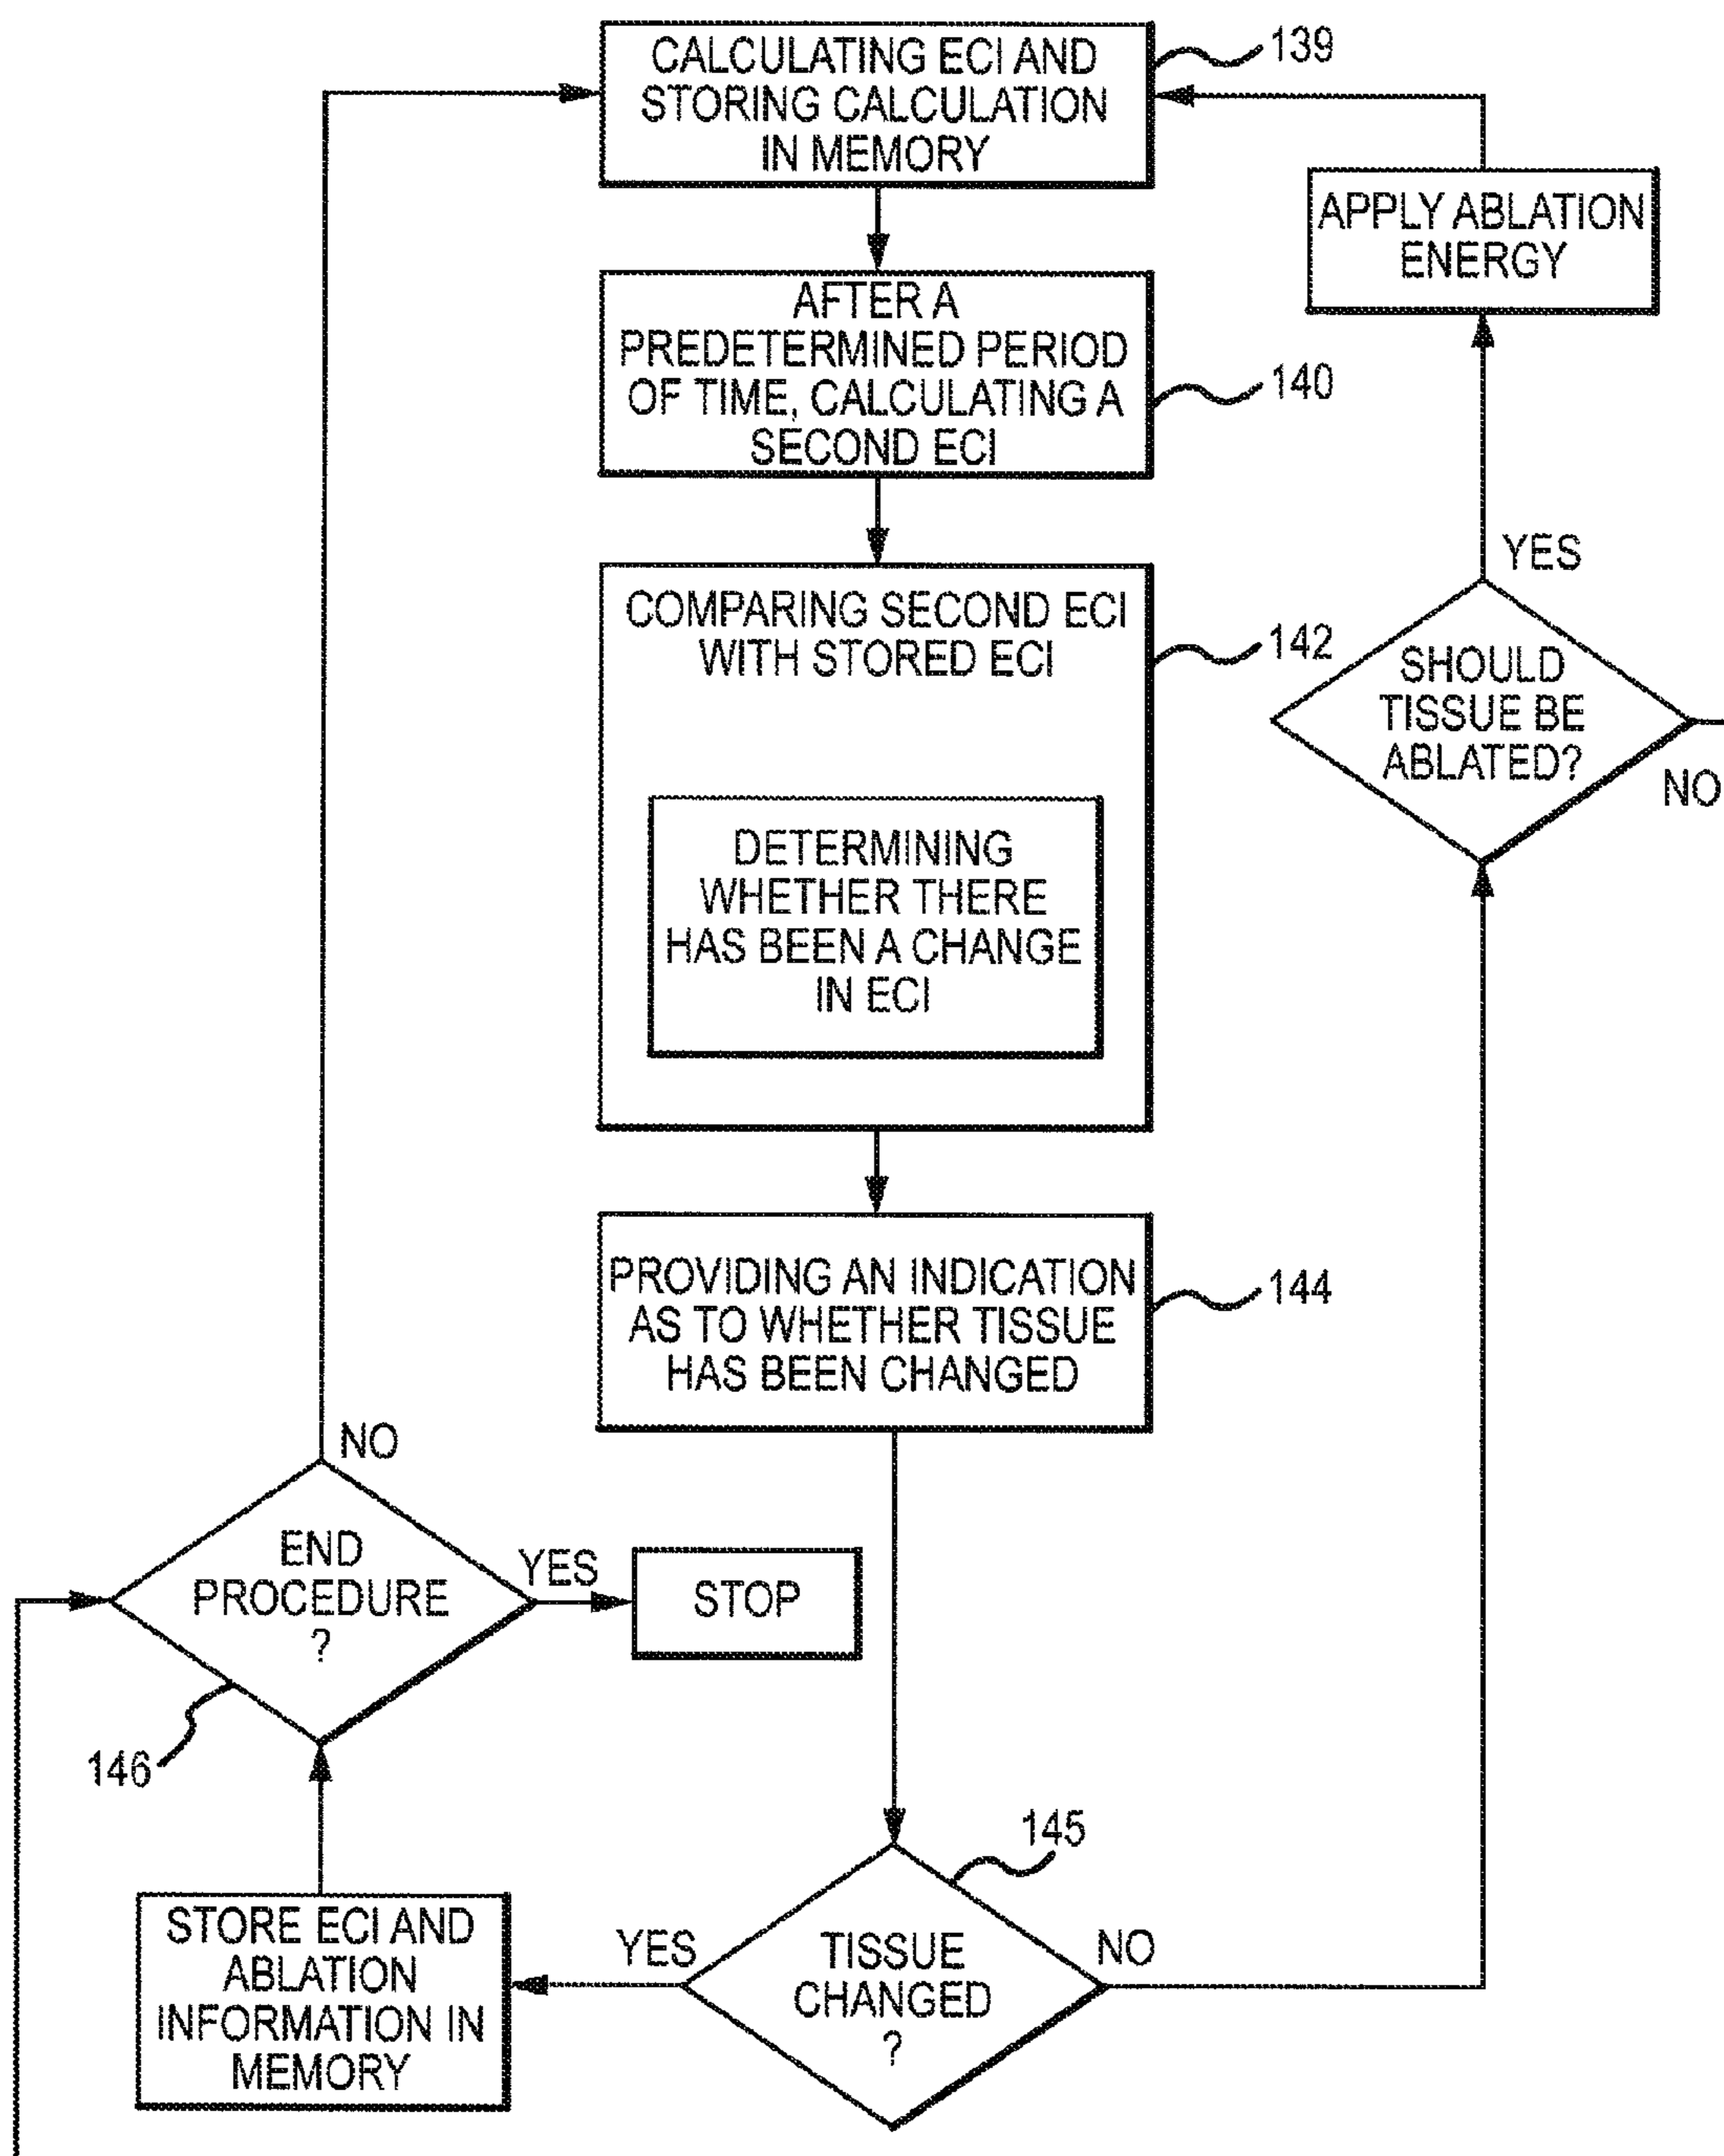 CALCULATING ECI AND
STORING CALCULATION
IN MEMORY
139
APPLY ABLATION
ENERGY
AFTER A
PREDETERMINED PERIOD
OF TIME, CALCULATING A
SECOND ECI
140
YES
COMPARING SECOND ECI
WITH STORED ECI
142
SHOULD
TISSUE BE
ABLATED?
NO
DETERMINING
WHETHER THERE
HAS BEEN A CHANGE
IN ECI
PROVIDING AN INDICATION
AS TO WHETHER TISSUE
HAS BEEN CHANGED
144
NO
END
PROCEDURE
?
YES
STOP
146
145
STORE ECI AND
ABLATION
INFORMATION IN
MEMORY
YES
TISSUE
CHANGED
?
NO